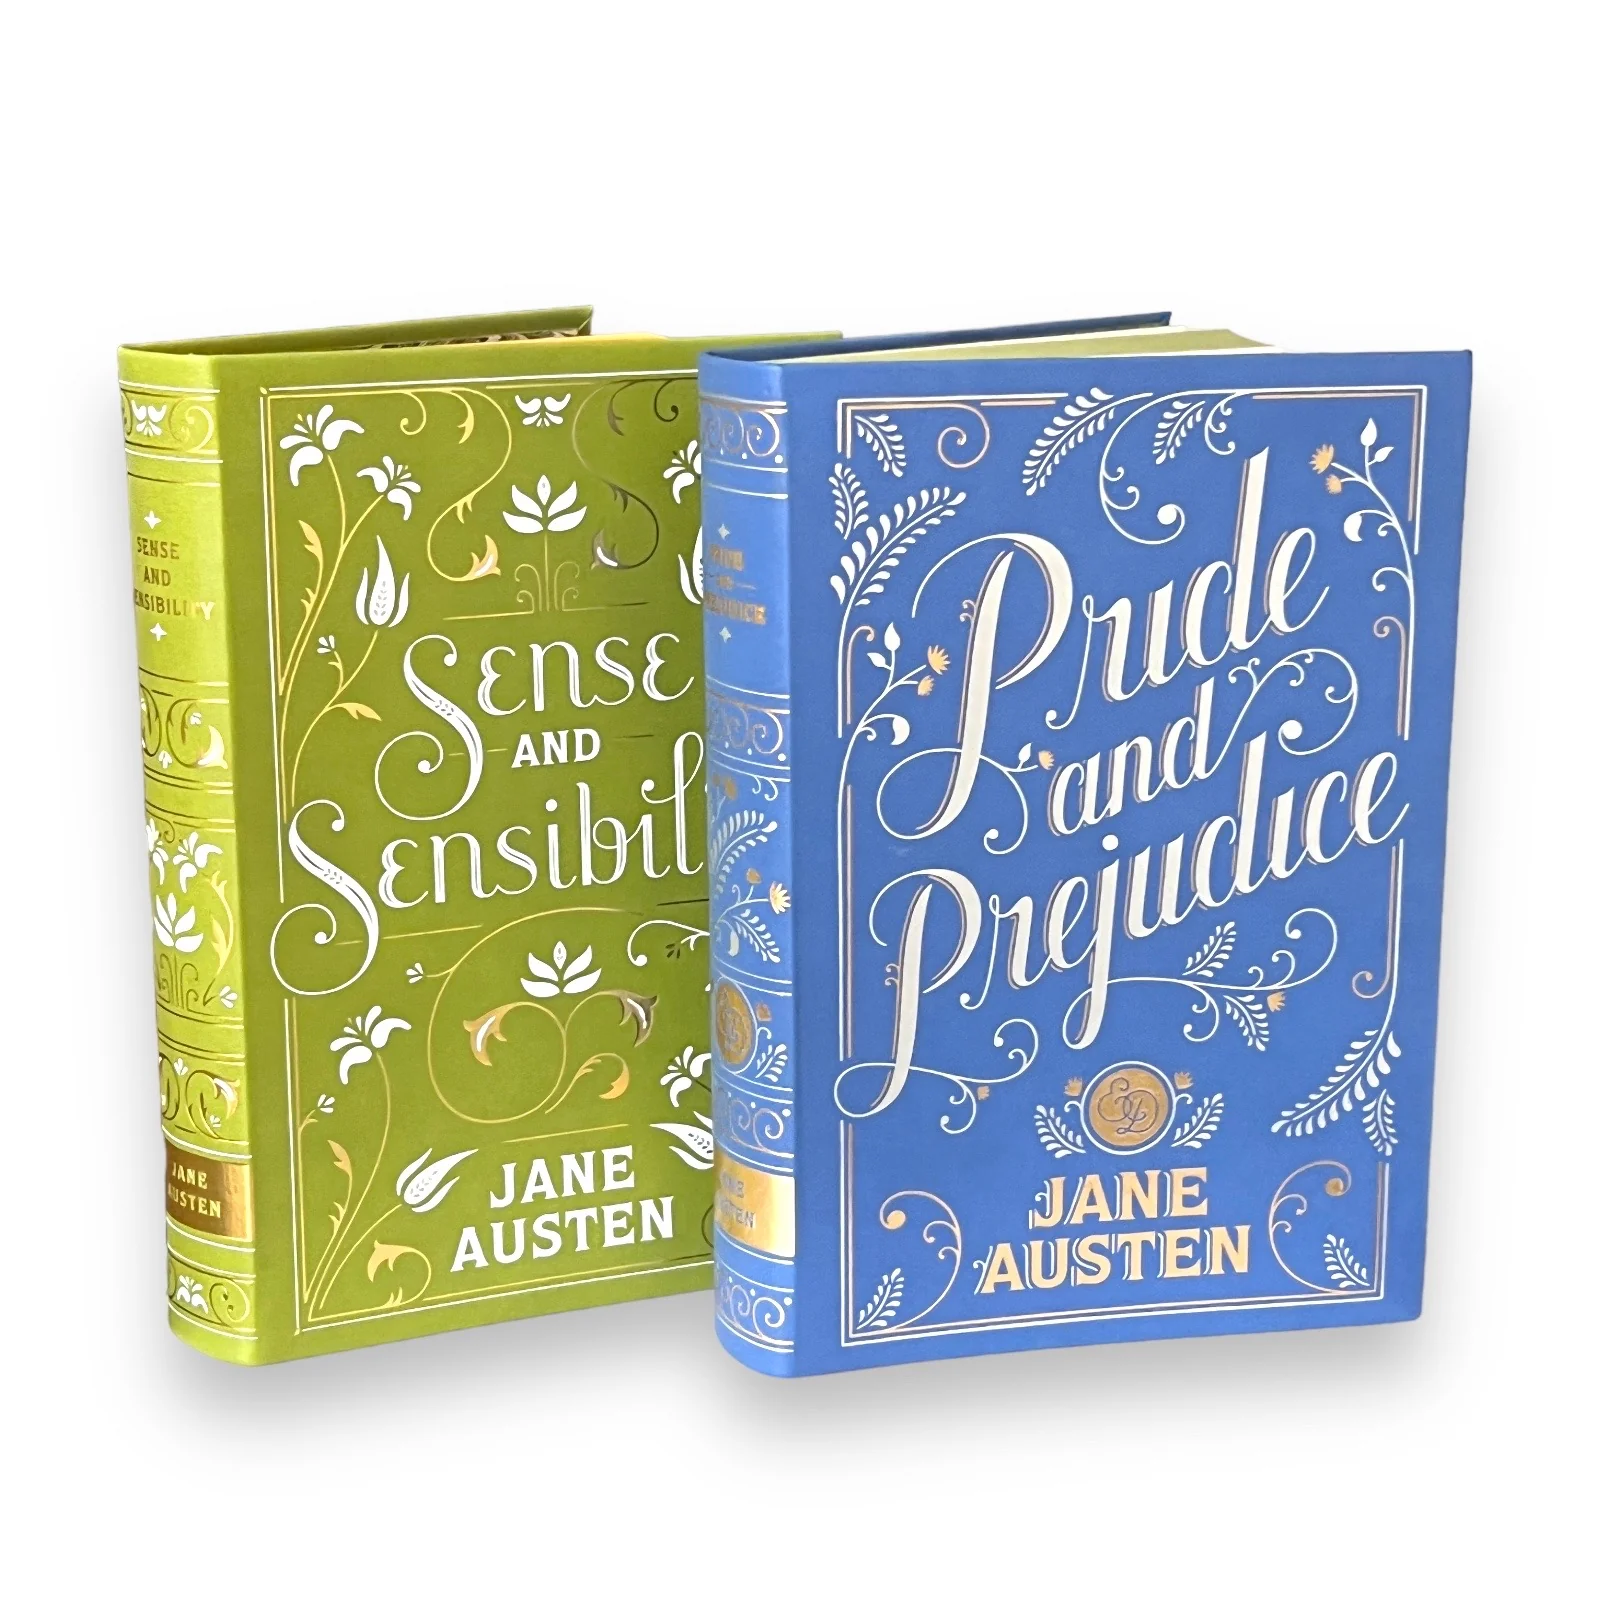 SENSE
AND
SENSIBILITY
JANE
AUSTEN
Sense
AND
Sensibil
JANE
AUSTEN
Pride
and
Prejudice
JANE
AUSTEN